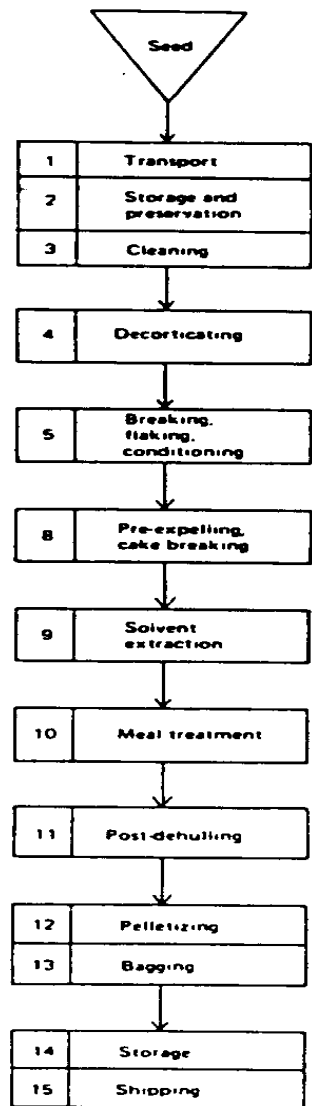 Seed
1 Transport
2 Storage and
preservation
3 Cleaning
4 Decorticating
5 Breaking,
flaking,
conditioning
8 Pre-expelling,
cake breaking
9 Solvent
extraction
10 Meal treatment
11 Post-dehulling
12 Pelletizing
13 Bagging
14 Storage
15 Shipping